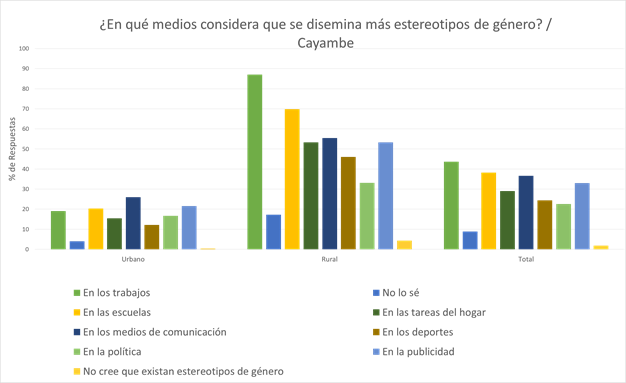 ¿En qué medios considera que se disemina más estereotipos de género? /
Cayambe
% de Respuestas
100
90
80
70
60
50
40
30
20
10
0
Urbano
Rural
Total
En los trabajos
No lo sé
En las escuelas
En las tareas del hogar
En los medios de comunicación
En los deportes
En la política
En la publicidad
No cree que existan estereotipos de género